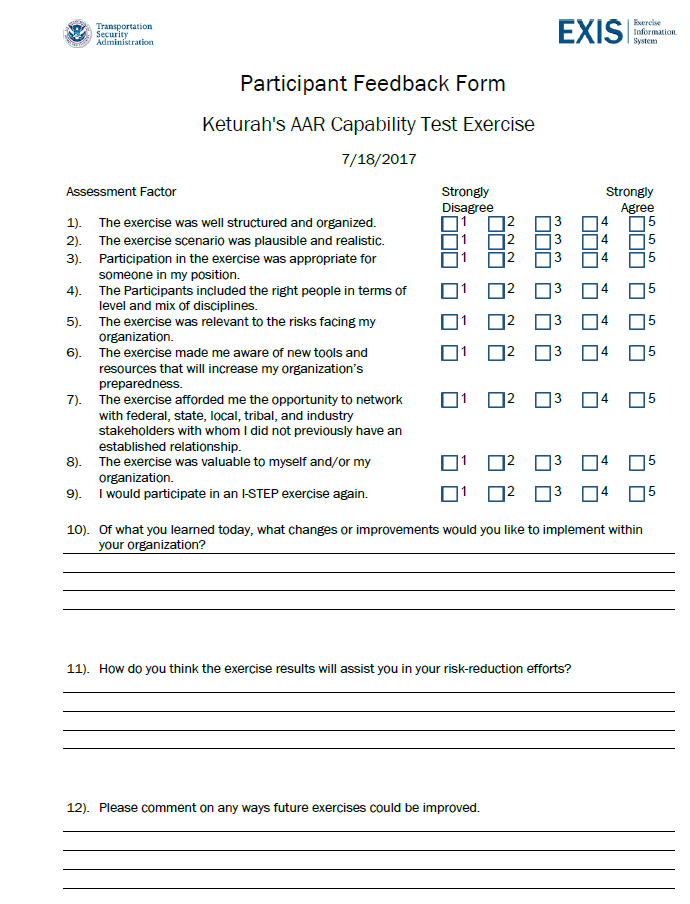 Transportation
Security
Administration
EXIS
Exercise
Information
System
Participant Feedback Form
Keturah's AAR Capability Test Exercise
7/18/2017
Assessment Factor Strongly Disagree Strongly Agree
1). The exercise was well structured and organized. 1 2 3 4 5
2). The exercise scenario was plausible and realistic. 1 2 3 4 5
3). Participation in the exercise was appropriate for 1 2 3 4 5
someone in my position.
4). The Participants included the right people in terms of 1 2 3 4 5
level and mix of disciplines.
5). The exercise was relevant to the risks facing my 1 2 3 4 5
organization.
6). The exercise made me aware of new tools and 1 2 3 4 5
resources that will increase my organization's
preparedness.
7). The exercise afforded me the opportunity to network 1 2 3 4 5
with federal, state, local, tribal, and industry
stakeholders with whom I did not previously have an
established relationship.
8). The exercise was valuable to myself and/or my 1 2 3 4 5
organization.
9). I would participate in an I-STEP exercise again. 1 2 3 4 5
10). Of what you learned today, what changes or improvements would you like to implement within
your organization?
11). How do you think the exercise results will assist you in your risk-reduction efforts?
12). Please comment on any ways future exercises could be improved.